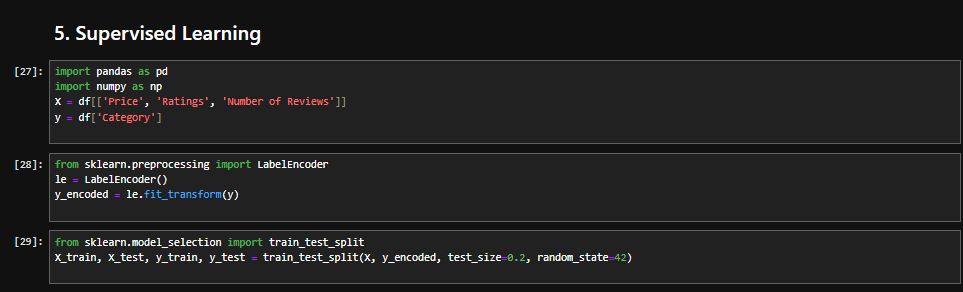 5. Supervised Learning
[27]:
import pandas as pd
import numpy as np
X = df[['Price', 'Ratings', 'Number of Reviews']]
y = df['Category']
[28]:
from sklearn.preprocessing import LabelEncoder
le = LabelEncoder()
y_encoded = le.fit_transform(y)
[29]:
from sklearn.model_selection import train_test_split
X_train, X_test, y_train, y_test = train_test_split(X, y_encoded, test_size=0.2, random_state=42)